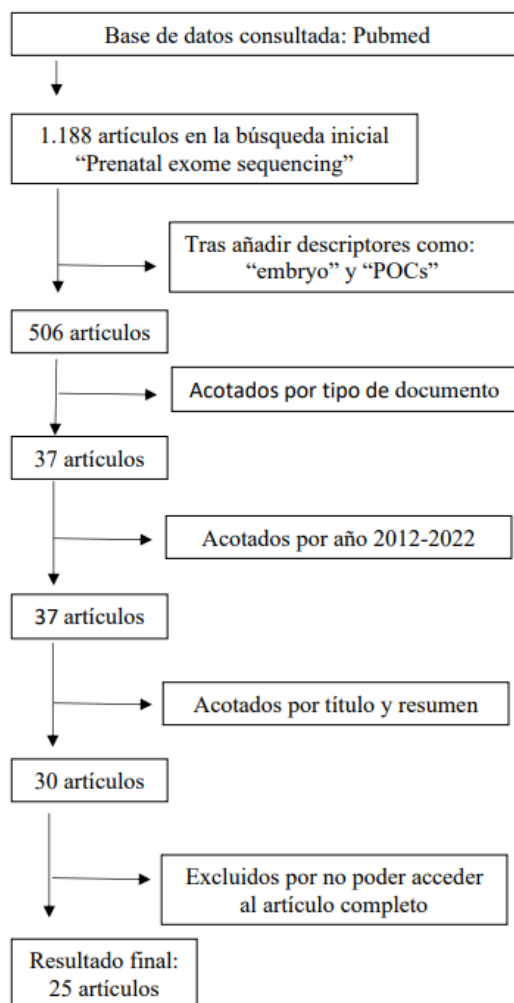 Base de datos consultada: Pubmed
1.188 artículos en la búsqueda inicial
“Prenatal exome sequencing”
Tras añadir descriptores como:
“embryo” y “POCs”
506 artículos
Acotados por tipo de documento
37 artículos
Acotados por año 2012-2022
37 artículos
Acotados por título y resumen
30 artículos
Excluidos por no poder acceder
al artículo completo
Resultado final:
25 artículos